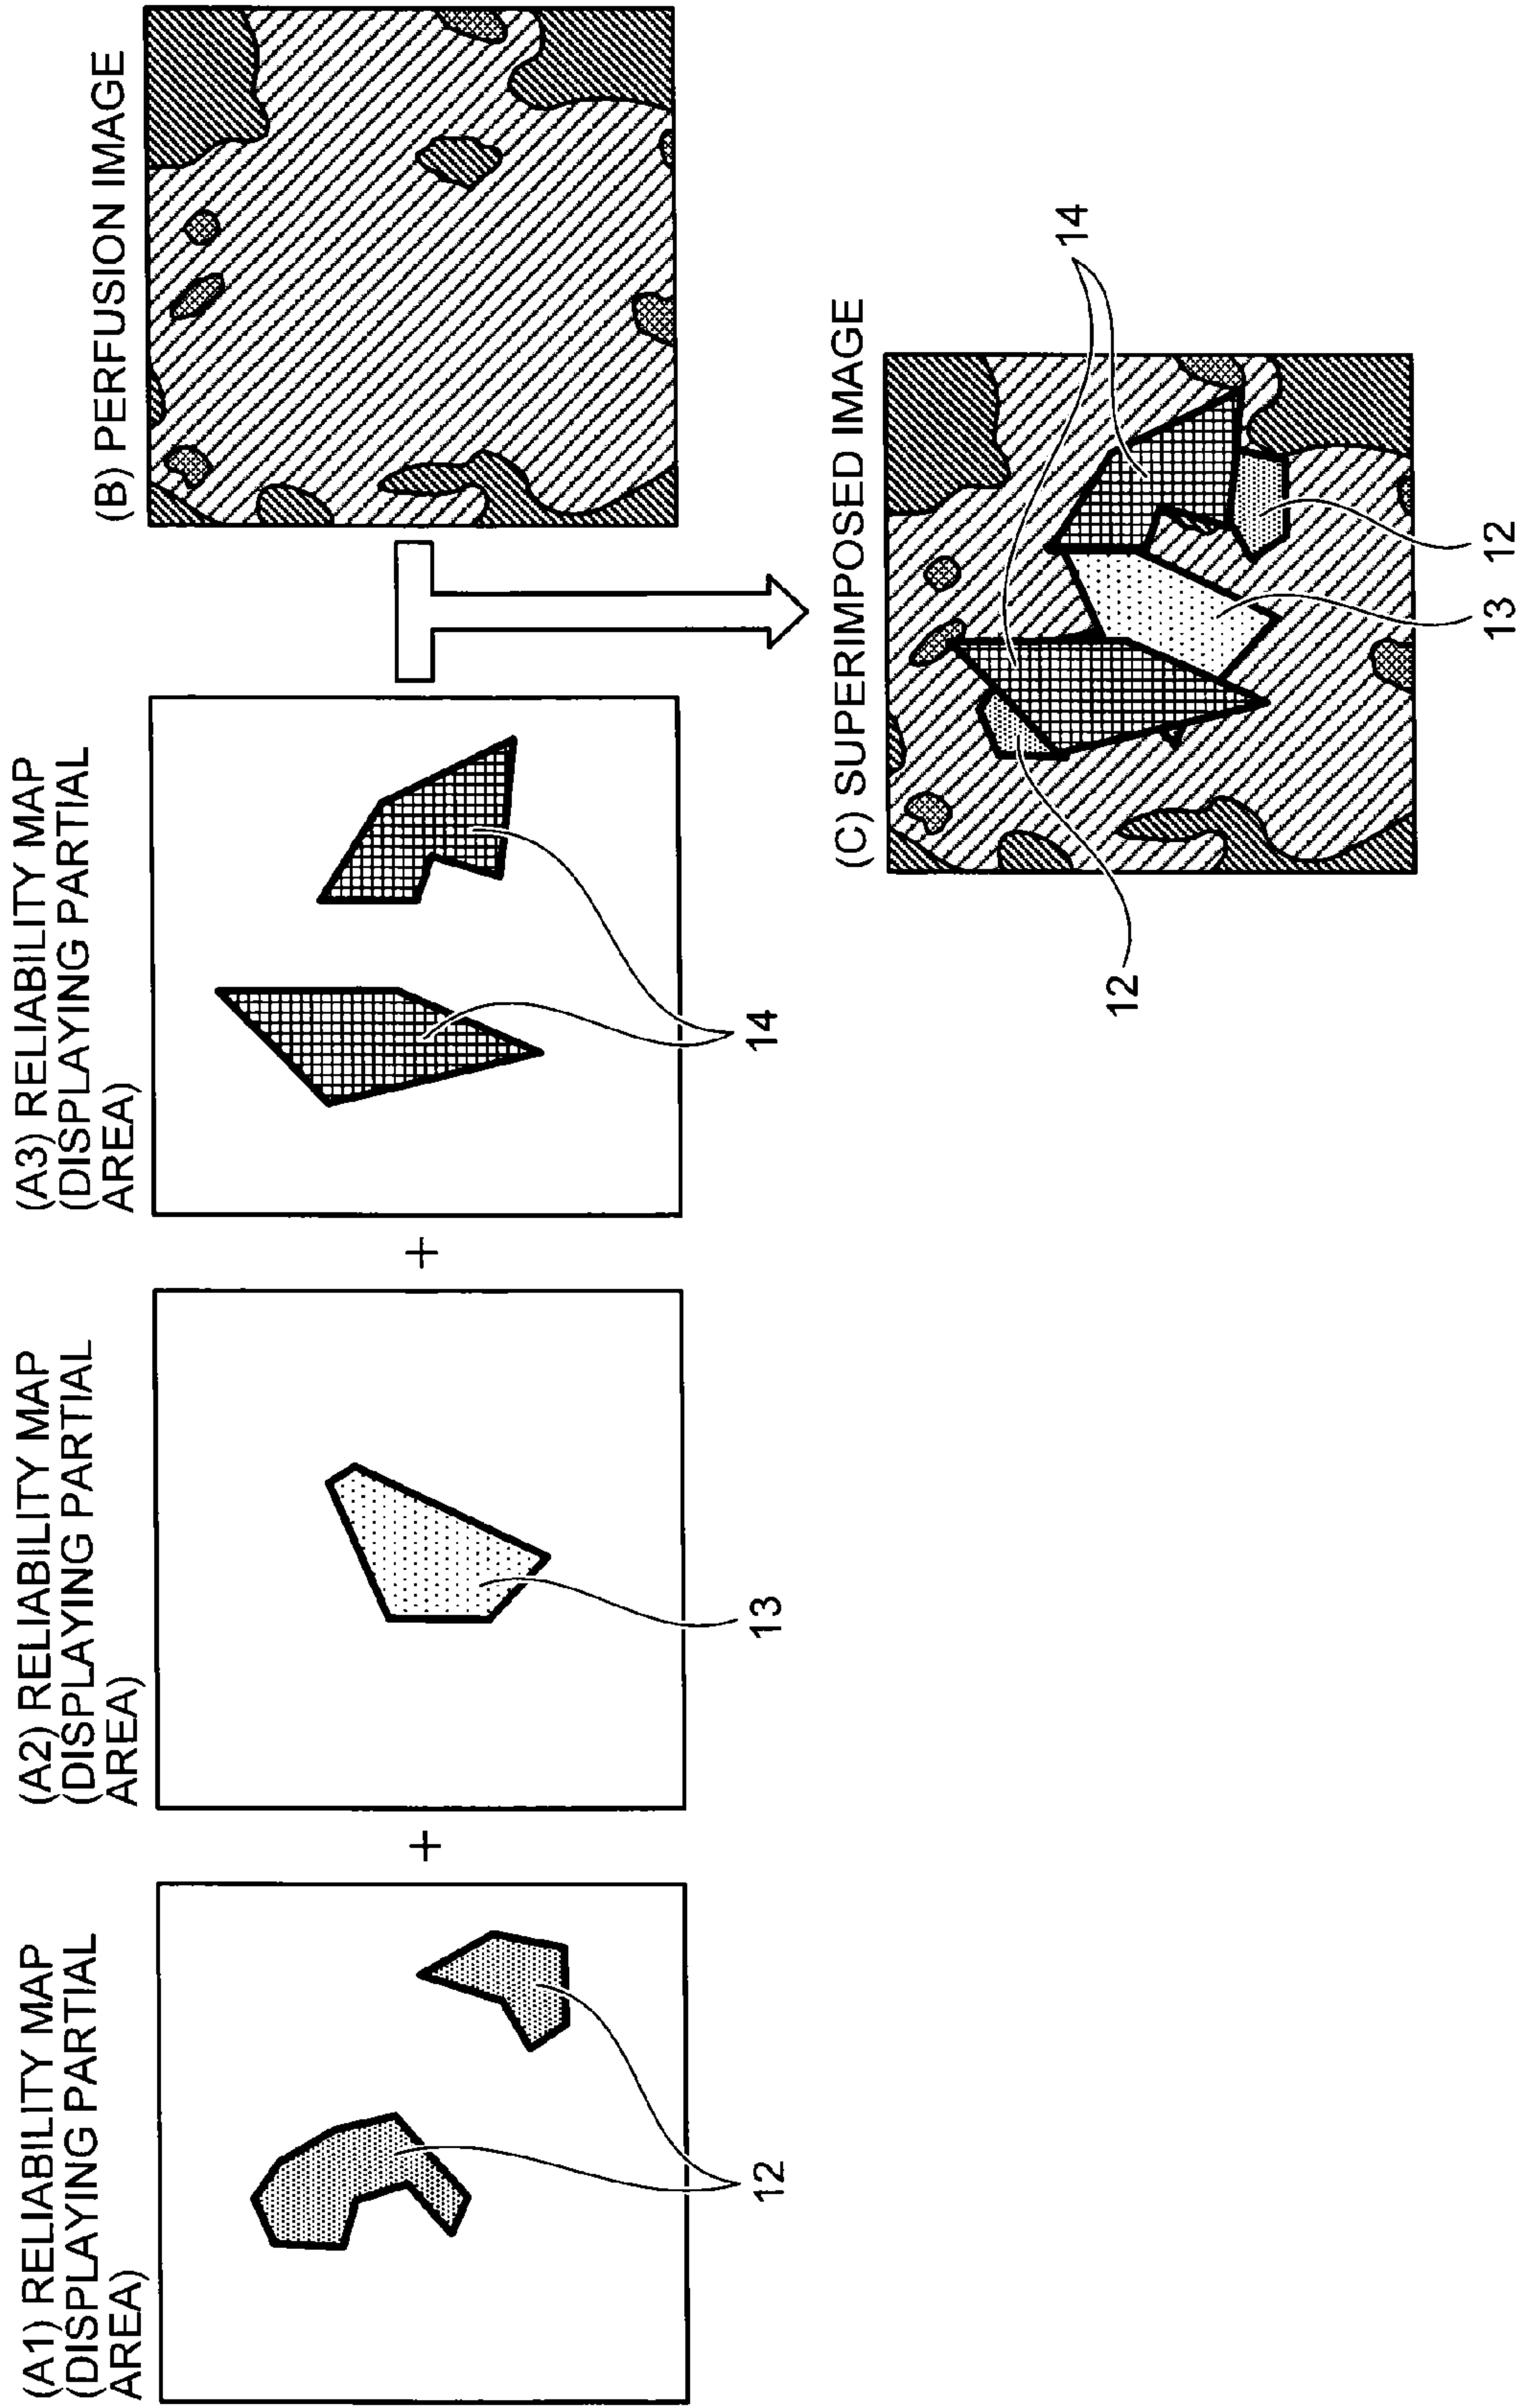 (A1) RELIABILITY MAP
(DISPLAYING PARTIAL
AREA)
12
+
(A2) RELIABILITY MAP
(DISPLAYING PARTIAL
AREA)
13
+
(A3) RELIABILITY MAP
(DISPLAYING PARTIAL
AREA)
14
(B) PERFUSION IMAGE
(C) SUPERIMPOSED IMAGE
14
12
13
12